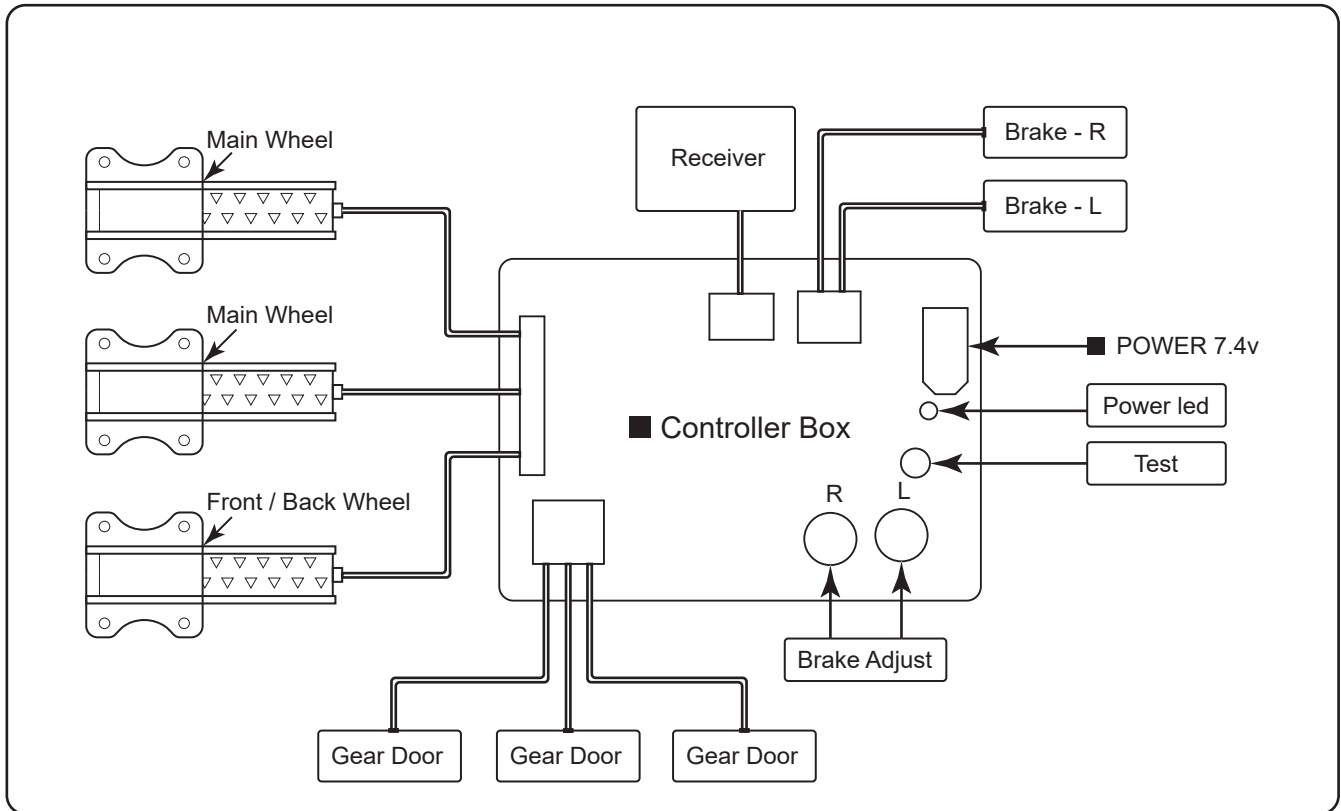 Main Wheel
Receiver
Brake - R
Brake - L
Main Wheel
POWER 7.4v
Controller Box
Power led
Test
Front / Back Wheel
R
L
Brake Adjust
Gear Door
Gear Door
Gear Door